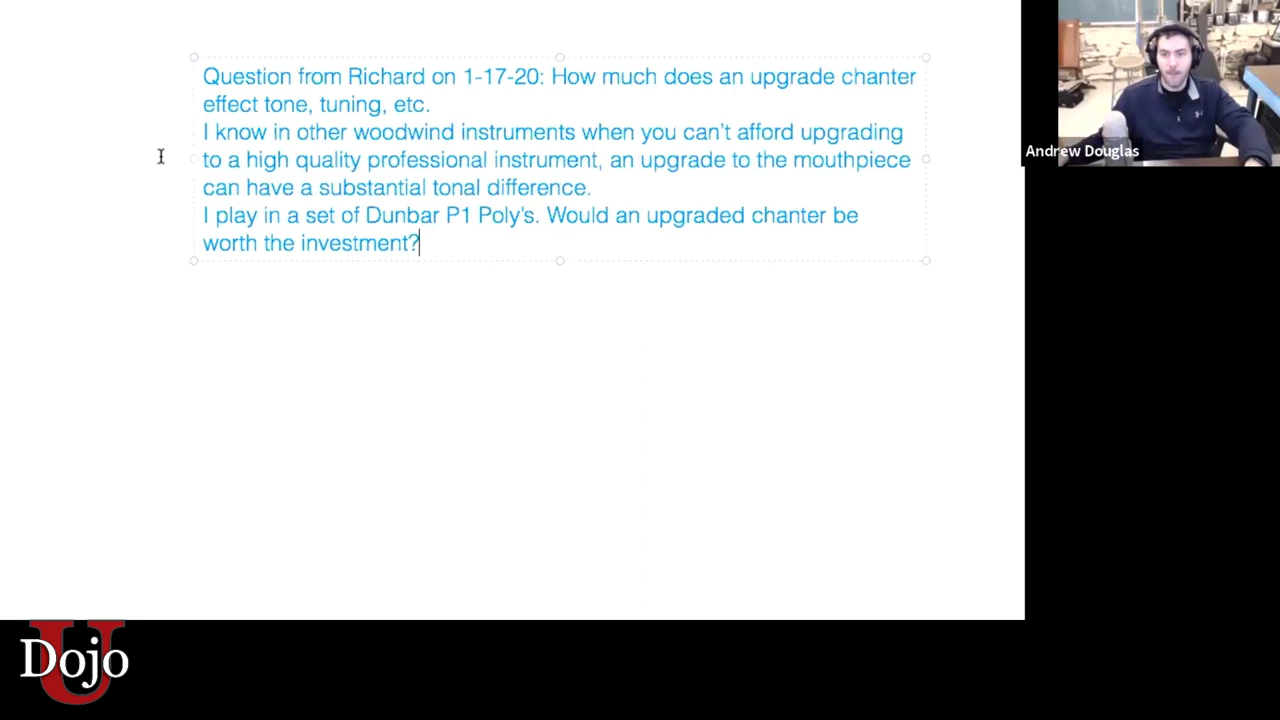 Question from Richard on 1-17-20: How much does an upgrade chanter
effect tone, tuning, etc.
I know in other woodwind instruments when you can't afford upgrading
to a high quality professional instrument, an upgrade to the mouthpiece
can have a substantial tonal difference.
I play in a set of Dunbar P1 Poly's. Would an upgraded chanter be
worth the investment?
Andrew Douglas
U
Dojo